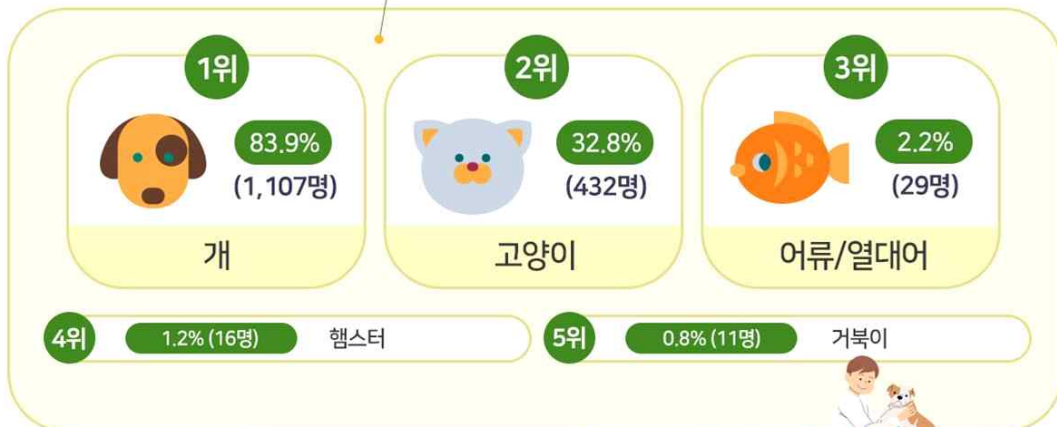 1위
83.9%
(1,107명)
개
2위
32.8%
(432명)
고양이
3위
2.2%
(29명)
어류/열대어
4위 1.2% (16명) 햄스터
5위 0.8% (11명) 거북이